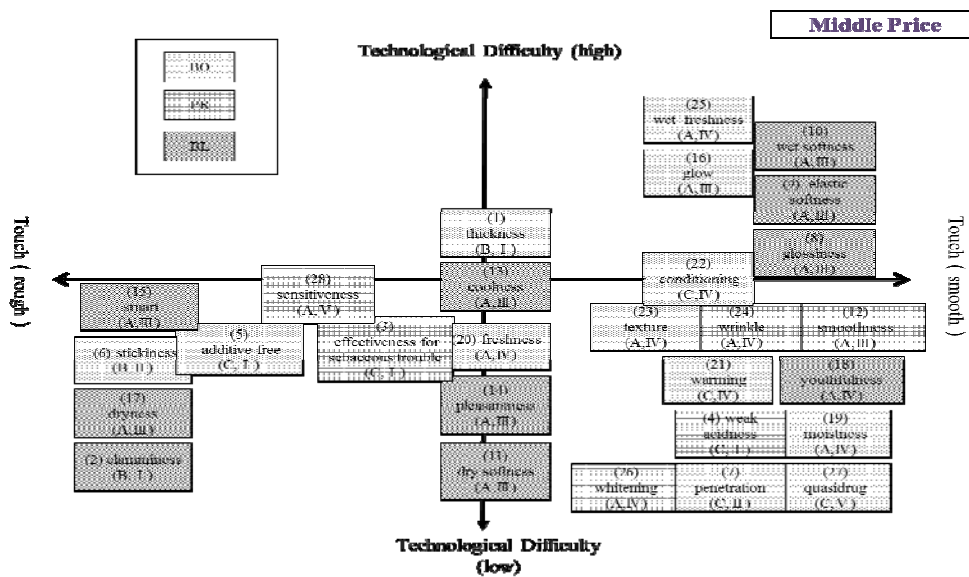 Middle Price
Technological Difficulty (high)
BO
PR
BL
(25)
wet freshness
(A,IV)
(10)
wet softness
(A,III)
(16)
glow
(A,III)
(9) elastic
softness
(A,III)
(1)
thickness
(B, I)
(8)
glossiness
(A,III)
Touch ( rough )
Touch ( smooth )
(28)
sensitiveness
(A,V)
(13)
coolness
(A,III)
(22)
conditioning
(C,IV)
(15)
smart
(A,III)
(5)
additive free
(C, I)
(3)
effectiveness for
sebaceous trouble
(C, I)
(20) freshness
(A,IV)
(23)
texture
(A,IV)
(24)
wrinkle
(A,IV)
(12)
smoothness
(A,III)
(6) stickiness
(B,II)
(21)
warming
(C,IV)
(18)
youthfulness
(A,IV)
(17)
dryness
(A,III)
(14)
pleasantness
(A,III)
(4) weak
acidness
(C, I)
(19)
moistness
(A,IV)
(2) clamminess
(B, I)
(11)
dry softness
(A,III)
(26)
whitening
(A,IV)
(7)
penetration
(C,II)
(27)
quasidrug
(C,V)
Technological Difficulty
(low)